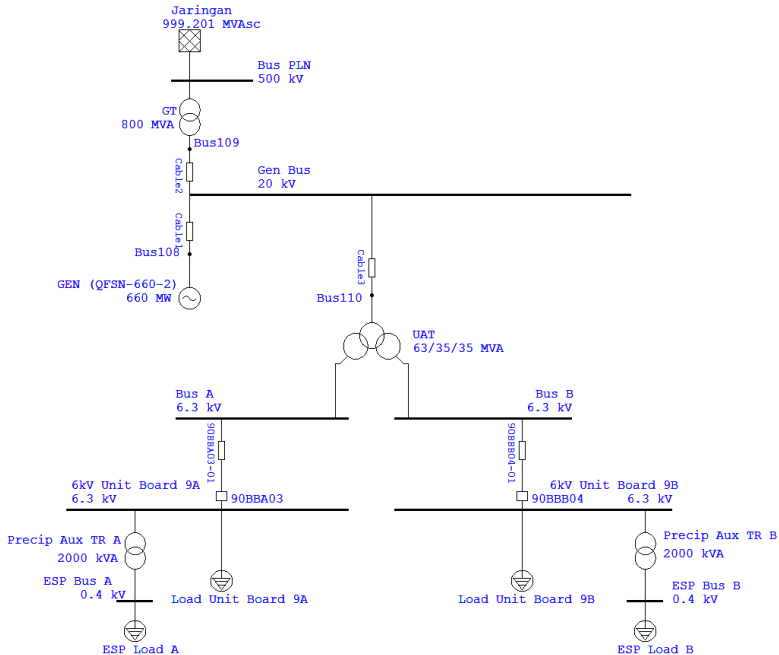 Jaringan
999.201 MVAsc
Bus PLN
500 kV
GT
800 MVA
Bus109
Cable2
Gen Bus
20 kV
Cable1
Bus108
GEN (QFSN-660-2)
660 MW
Cable3
Bus110
UAT
63/35/35 MVA
Bus A
6.3 kV
Bus B
6.3 kV
90BBA03-01
90BBB04-01
6kV Unit Board 9A
6.3 kV
90BBA03
6kV Unit Board 9B
90BBB04
6.3 kV
Precip Aux TR A
2000 kVA
Precip Aux TR B
2000 kVA
ESP Bus A
0.4 kV
Load Unit Board 9A
Load Unit Board 9B
ESP Bus B
0.4 kV
ESP Load A
ESP Load B